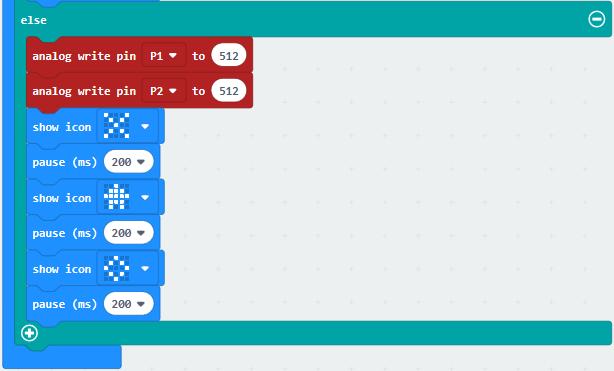 else
analog write pin P1 to 512
analog write pin P2 to 512
show icon
pause (ms) 200
show icon
pause (ms) 200
show icon
pause (ms) 200